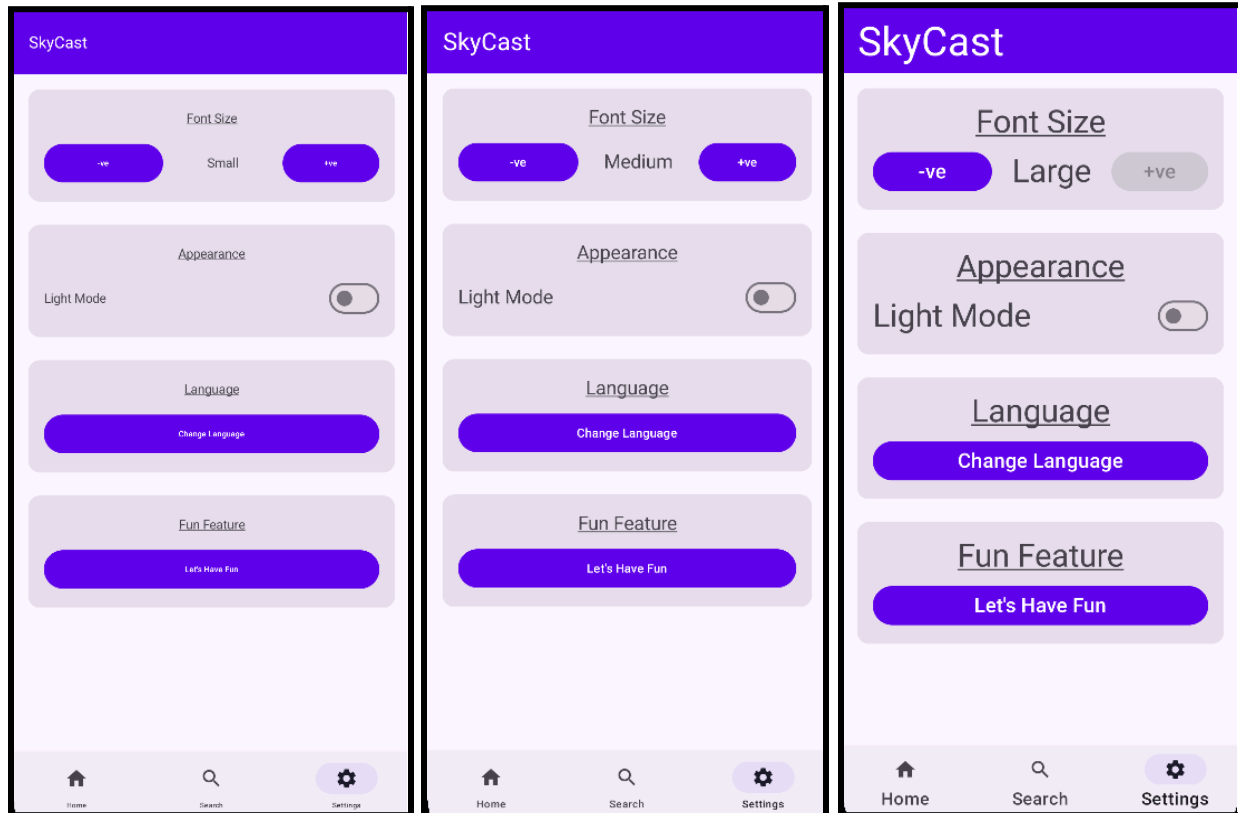 SkyCast
Font Size
-ve Small +ve
Appearance
Light Mode
Language
Change Language
Fun Feature
Let's Have Fun
Home Search Settings
SkyCast
Font Size
-ve Medium +ve
Appearance
Light Mode
Language
Change Language
Fun Feature
Let's Have Fun
Home Search Settings
SkyCast
Font Size
-ve Large +ve
Appearance
Light Mode
Language
Change Language
Fun Feature
Let's Have Fun
Home Search Settings